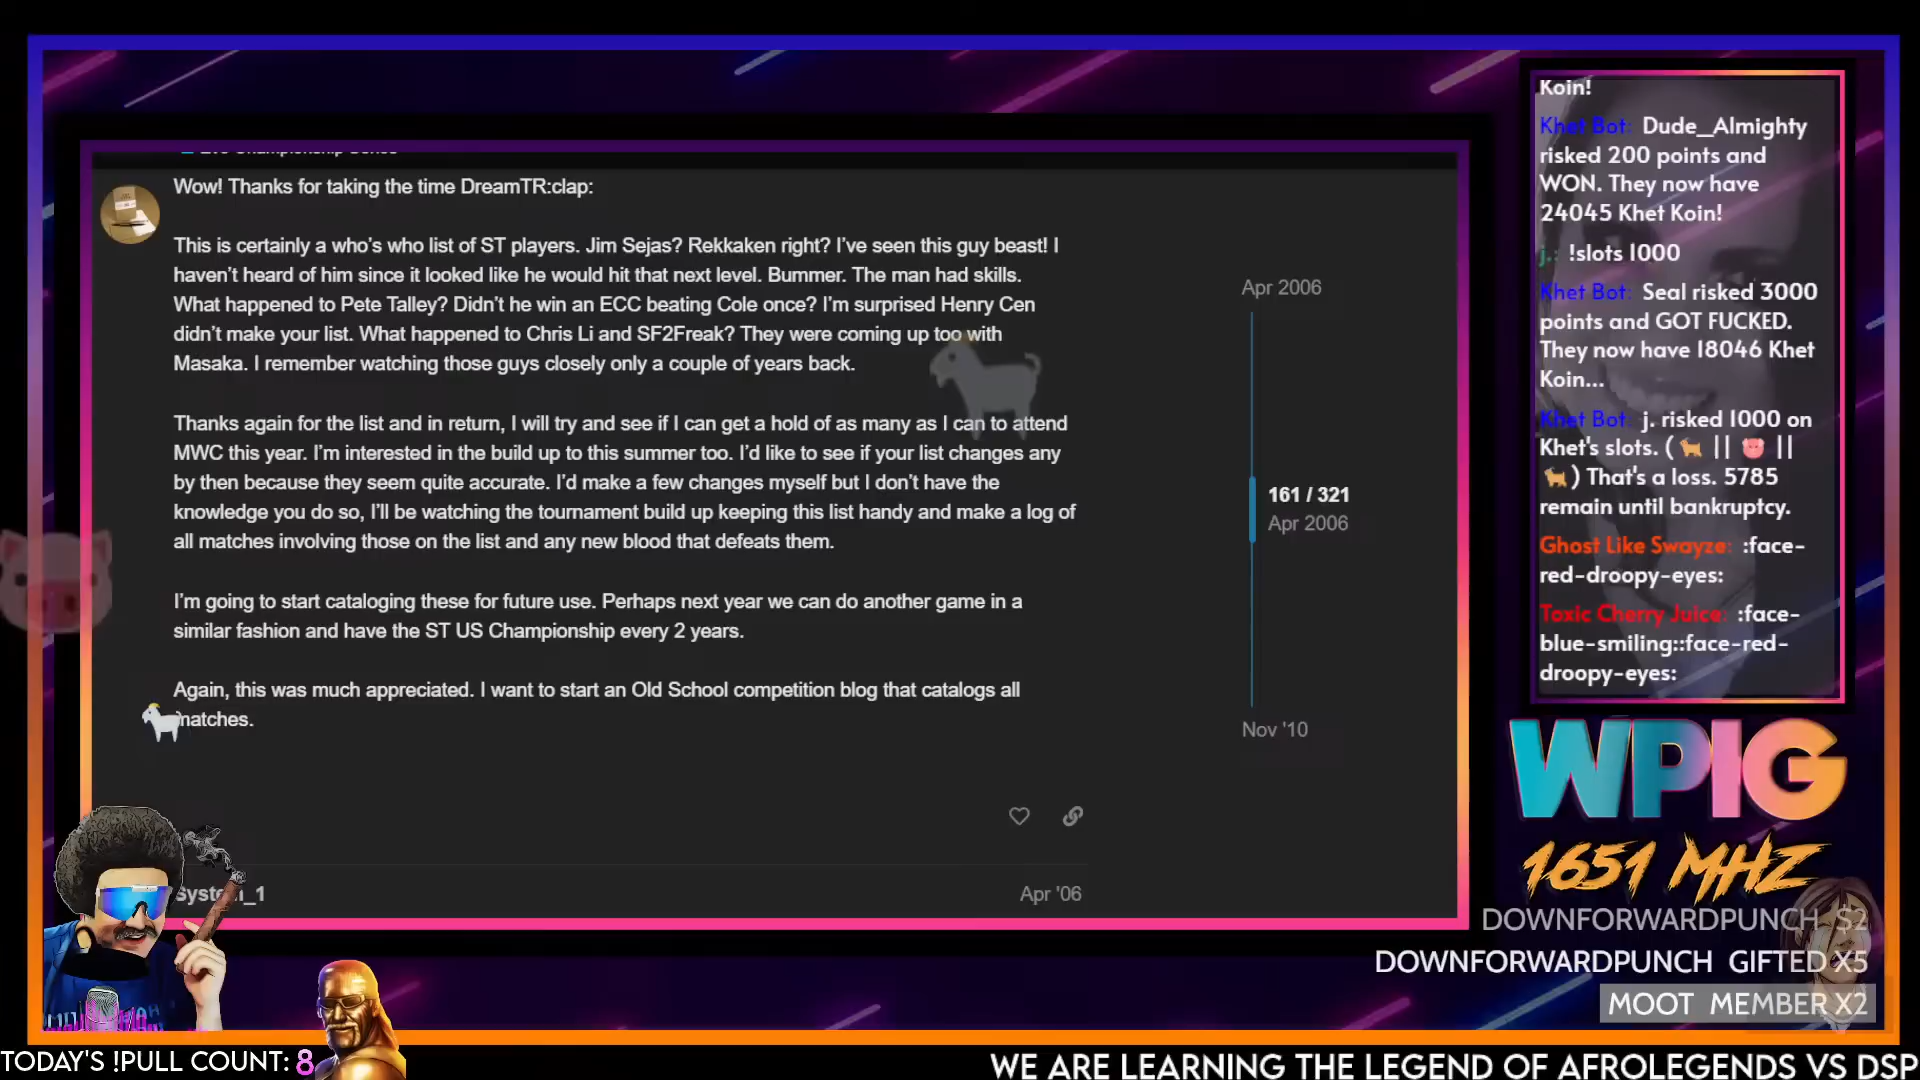 Wow! Thanks for taking the time DreamTR:clap:
This is certainly a who's who list of ST players. Jim Sejas? Rekkaken right? I've seen this guy beast! I
haven't heard of him since it looked like he would hit that next level. Bummer. The man had skills.
What happened to Pete Talley? Didn't he win an ECC beating Cole once? I'm surprised Henry Cen
didn't make your list. What happened to Chris Li and SF2Freak? They were coming up too with
Masaka. I remember watching those guys closely only a couple of years back.
Thanks again for the list and in return, I will try and see if I can get a hold of as many as I can to attend
MWC this year. I'm interested in the build up to this summer too. I'd like to see if your list changes any
by then because they seem quite accurate. I'd make a few changes myself but I don't have the
knowledge you do so, I'll be watching the tournament build up keeping this list handy and make a log of
all matches involving those on the list and any new blood that defeats them.
I'm going to start cataloging these for future use. Perhaps next year we can do another game in a
similar fashion and have the ST US Championship every 2 years.
Again, this was much appreciated. I want to start an Old School competition blog that catalogs all
matches.
Apr '06
Apr 2006
161 / 321
Apr 2006
Nov '10
Koin!
Khet Bot: Dude_Almighty
risked 200 points and
WON. They now have
24045 Khet Koin!
j.: !slots 1000
Khet Bot: Seal risked 3000
points and GOT FUCKED.
They now have 18046 Khet
Koin...
Khet Bot: j. risked 1000 on
Khet's slots. ( 🐐 || 🐷 ||
🐐 ) That's a loss. 5785
remain until bankruptcy.
Ghost Like Swayze: :face-
red-droopy-eyes:
Toxic Cherry Juice: :face-
blue-smiling::face-red-
droopy-eyes:
WPIG
1651 MHZ
DOWNFORWARDPUNCH $2
DOWNFORWARDPUNCH GIFTED X5
MOOT MEMBER X2
TODAY'S !PULL COUNT: 8
WE ARE LEARNING THE LEGEND OF AFROLEGENDS VS DSP